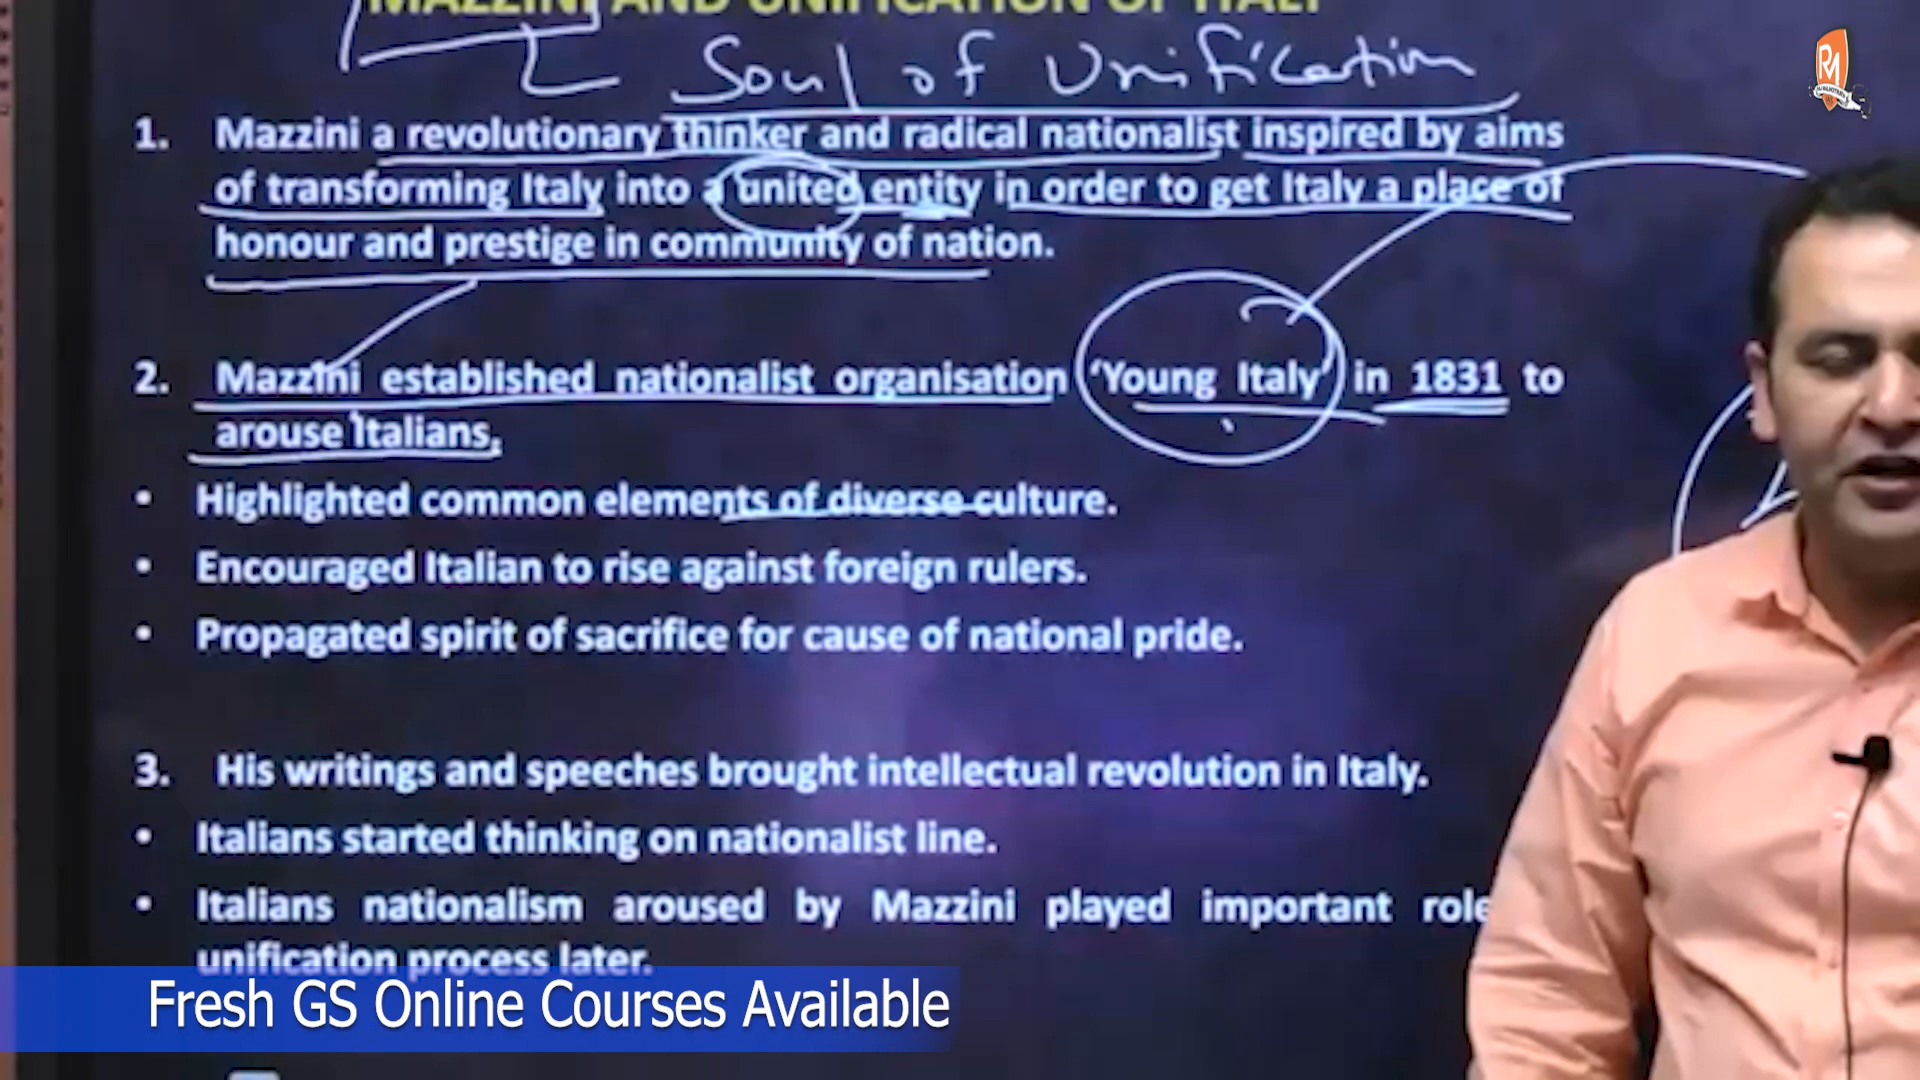 MAZZINI AND UNIFICATION OF ITALY
Soul of Unification
1. Mazzini a revolutionary thinker and radical nationalist inspired by aims
of transforming Italy into a united entity in order to get Italy a place of
honour and prestige in community of nation.
2. Mazzini established nationalist organisation 'Young Italy' in 1831 to
arouse Italians.
• Highlighted common elements of diverse culture.
• Encouraged Italian to rise against foreign rulers.
• Propagated spirit of sacrifice for cause of national pride.
3. His writings and speeches brought intellectual revolution in Italy.
• Italians started thinking on nationalist line.
• Italians nationalism aroused by Mazzini played important role
unification process later.
Fresh GS Online Courses Available